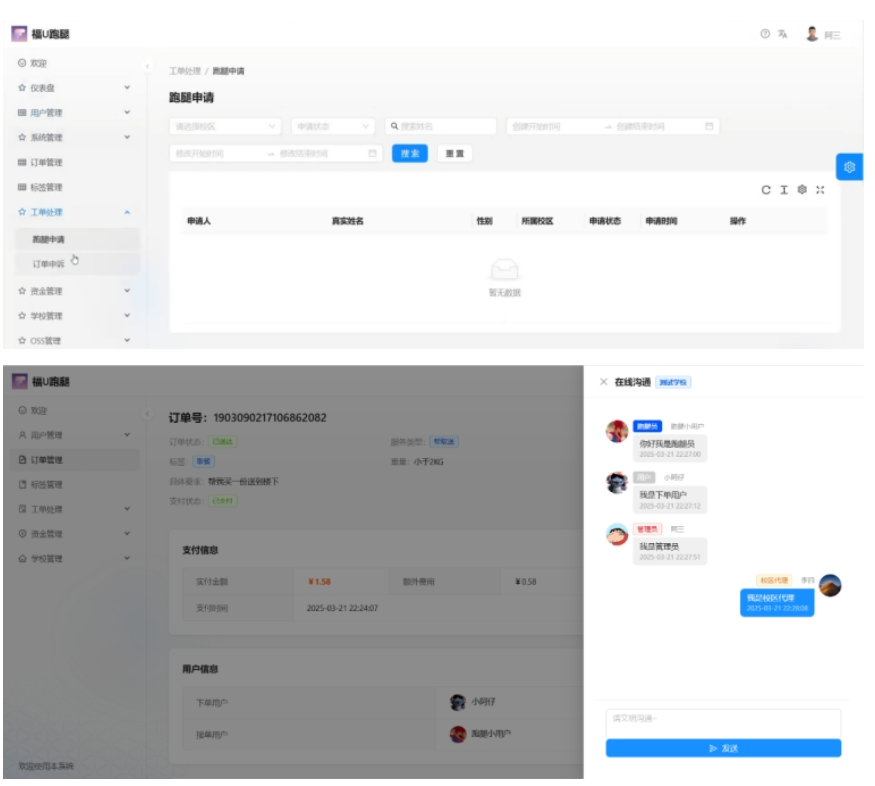 福U跑腿
阿三
欢迎
仪表盘
用户管理
系统管理
订单管理
标签管理
工单处理
跑腿申请
订单申诉
资金管理
学校管理
OSS管理
工单处理 / 跑腿申请
跑腿申请
请选择校区 申请状态 搜索姓名 创建开始时间 → 创建结束时间
修改开始时间 → 修改结束时间 搜 索 重 置
申请人 真实姓名 性别 所属校区 申请状态 申请时间 操作
暂无数据
福U跑腿
欢迎
用户管理
订单管理
标签管理
工单处理
资金管理
学校管理
欢迎使用本系统
订单号：1903090217106862082
订单状态： 服务类型：
标签： 重量：小于2KG
具体要求：帮我买一份送到楼下
支付状态：已支付
支付信息
实付金额 ¥1.58 额外费用 ¥0.58
支付时间 2025-03-21 22:24:07
用户信息
下单用户 小阿仔
接单用户 跑腿小用户
在线沟通 测试学校
跑腿员 跑腿小用户
你好我是跑腿员
2025-03-21 22:27:00
用户 小阿仔
我是下单用户
2025-03-21 22:27:12
管理员 阿三
我是管理员
2025-03-21 22:27:51
校区代理 李四
我是校区代理
2025-03-21 22:28:08
请文明沟通~
发送